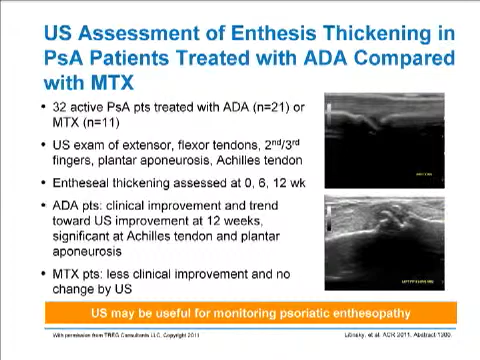 US Assessment of Enthesis Thickening in
PsA Patients Treated with ADA Compared
with MTX
• 32 active PsA pts treated with ADA (n=21) or
MTX (n=11)
• US exam of extensor, flexor tendons, 2nd/3rd
fingers, plantar aponeurosis, Achilles tendon
• Entheseal thickening assessed at 0, 6, 12 wk
• ADA pts: clinical improvement and trend
toward US improvement at 12 weeks,
significant at Achilles tendon and plantar
aponeurosis
• MTX pts: less clinical improvement and no
change by US
US may be useful for monitoring psoriatic enthesopathy
With permission from TREG Consultants LLC, Copyright 2011
Litinsky, et al. ACR 2011. Abstract 1300.